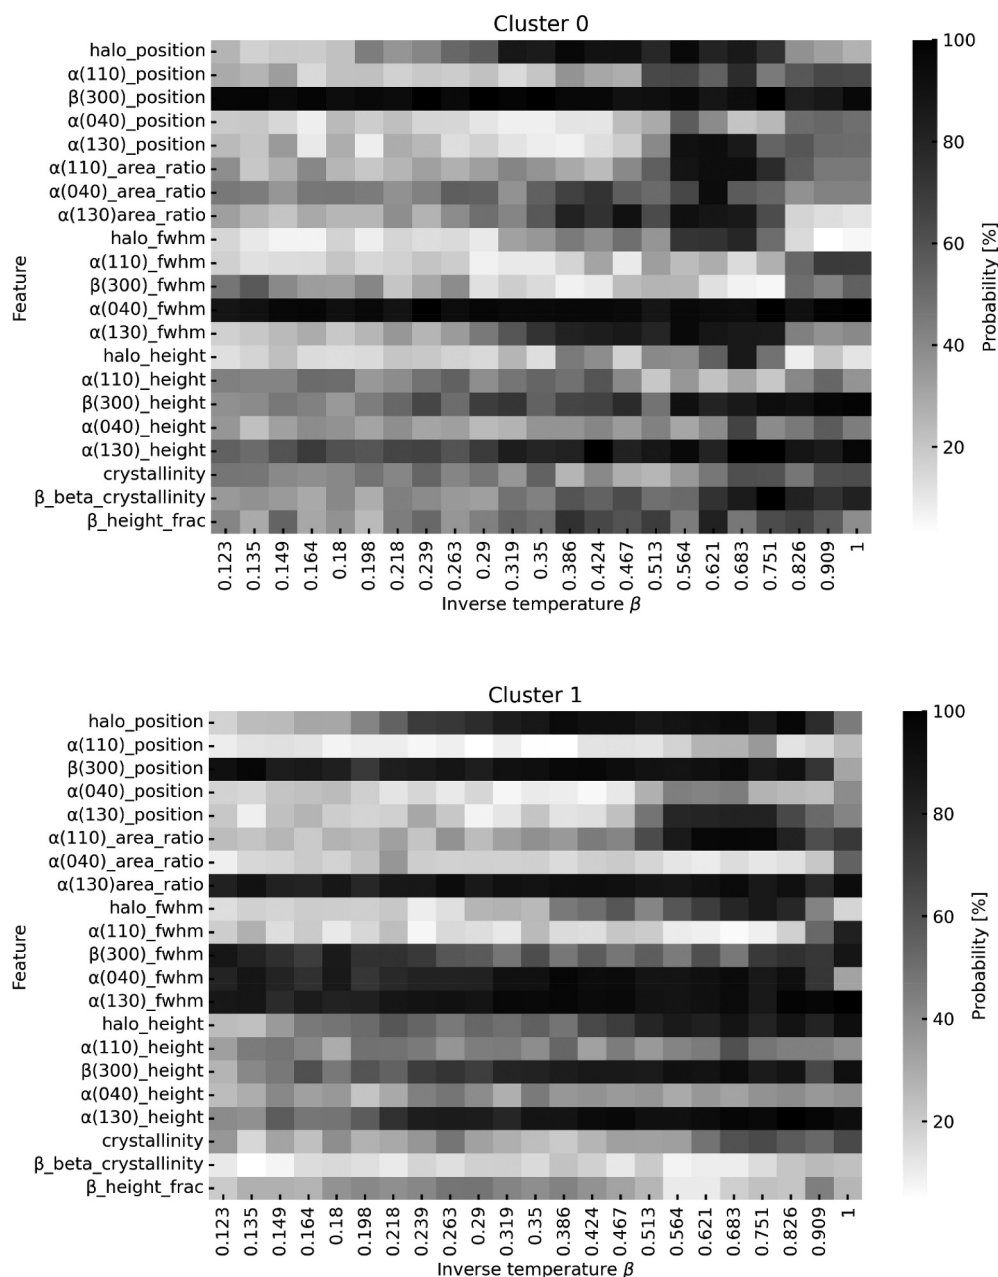 Cluster 0
halo_position
α(110)_position
β(300)_position
α(040)_position
α(130)_position
α(110)_area_ratio
α(040)_area_ratio
α(130)area_ratio
halo_fwhm
α(110)_fwhm
β(300)_fwhm
α(040)_fwhm
α(130)_fwhm
halo_height
α(110)_height
β(300)_height
α(040)_height
α(130)_height
crystallinity
β_beta_crystallinity
β_height_frac
Feature
0.123 0.135 0.149 0.164 0.18 0.198 0.218 0.239 0.263 0.29 0.319 0.35 0.386 0.424 0.467 0.513 0.564 0.621 0.683 0.751 0.826 0.909 1
Inverse temperature β
100
80
60
40
20
Probability [%]
Cluster 1
halo_position
α(110)_position
β(300)_position
α(040)_position
α(130)_position
α(110)_area_ratio
α(040)_area_ratio
α(130)area_ratio
halo_fwhm
α(110)_fwhm
β(300)_fwhm
α(040)_fwhm
α(130)_fwhm
halo_height
α(110)_height
β(300)_height
α(040)_height
α(130)_height
crystallinity
β_beta_crystallinity
β_height_frac
Feature
0.123 0.135 0.149 0.164 0.18 0.198 0.218 0.239 0.263 0.29 0.319 0.35 0.386 0.424 0.467 0.513 0.564 0.621 0.683 0.751 0.826 0.909 1
Inverse temperature β
100
80
60
40
20
Probability [%]